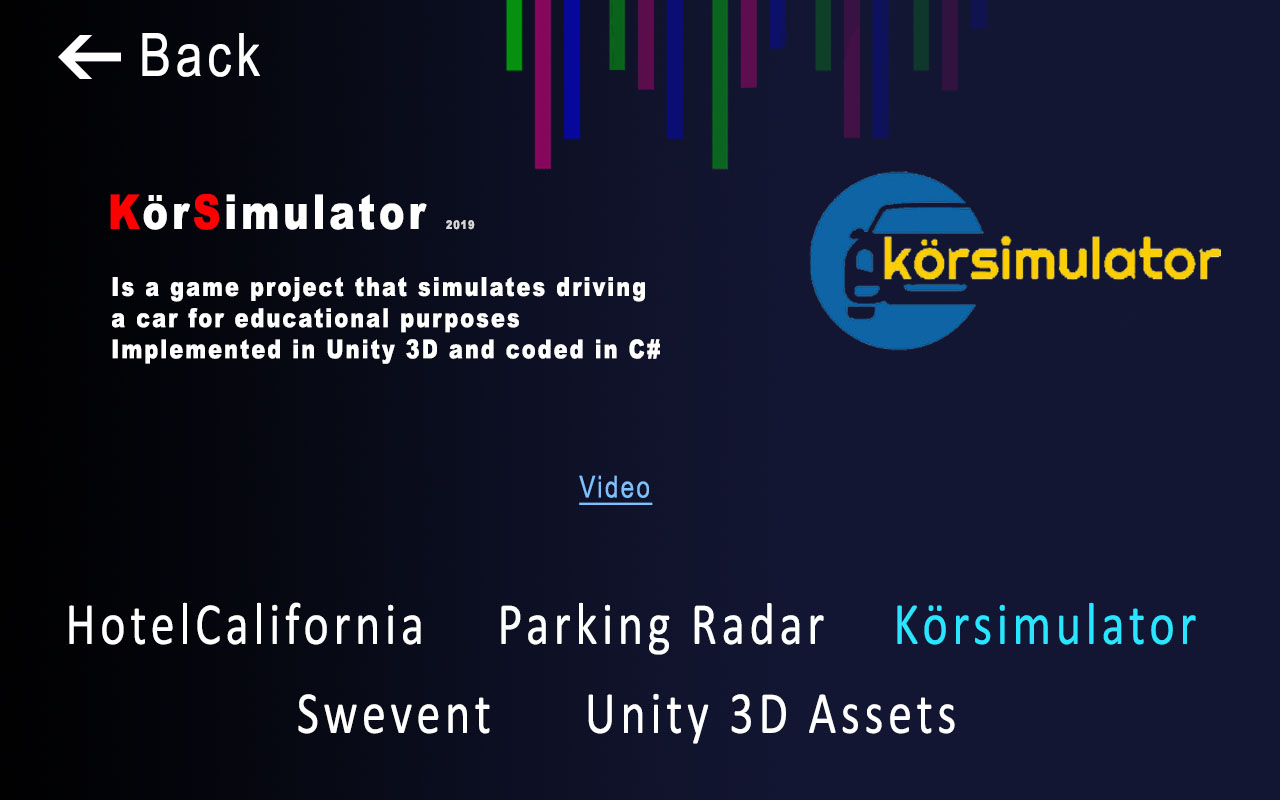 Back
KörSimulator 2019
körsimulator
Is a game project that simulates driving
a car for educational purposes
Implemented in Unity 3D and coded in C#
Video
HotelCalifornia Parking Radar Körsimulator
Swevent Unity 3D Assets